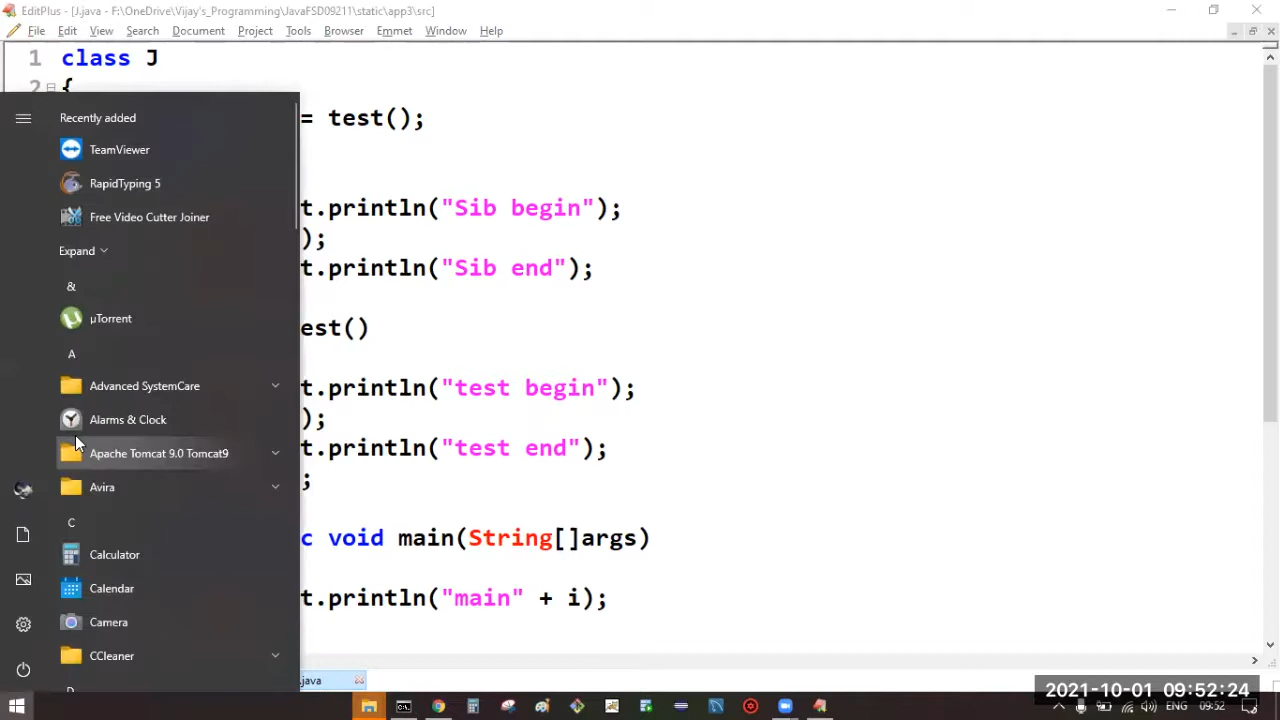 EditPlus - [J.java - F:\OneDrive\Vijay's_Programming\JavaFSD09211\static\app3\src]
File Edit View Search Document Project Tools Browser Emmet Window Help
1 class J
2 {
= test();
t.println("Sib begin");
);
t.println("Sib end");
est()
t.println("test begin");
);
t.println("test end");
;
c void main(String[]args)
t.println("main" + i);
Recently added
TeamViewer
RapidTyping 5
Free Video Cutter Joiner
Expand
&
µTorrent
A
Advanced SystemCare
Alarms & Clock
Apache Tomcat 9.0 Tomcat9
Avira
C
Calculator
Calendar
Camera
CCleaner
D
java
2021-10-01 09:52:24
ENG 09:52